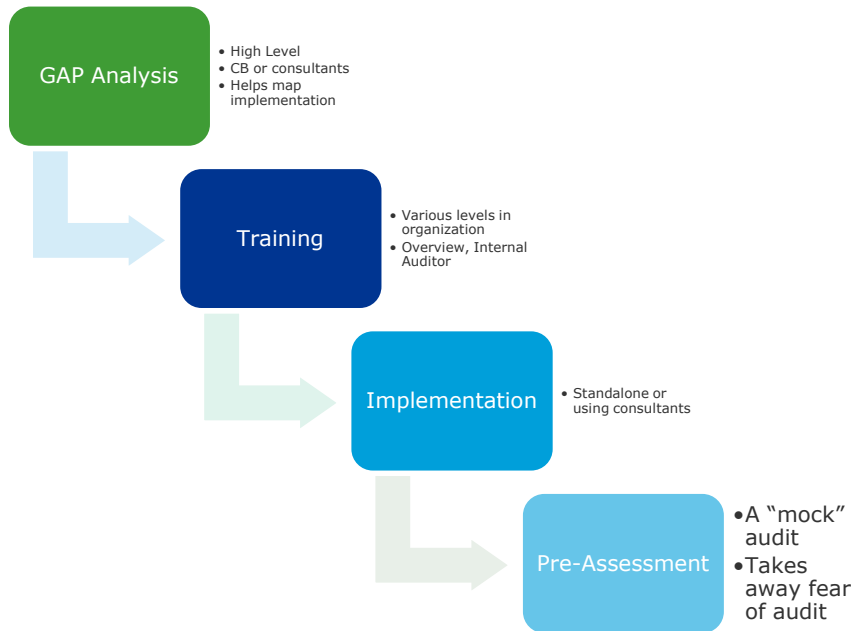 GAP Analysis
• High Level
• CB or consultants
• Helps map
implementation
Training
• Various levels in
organization
• Overview, Internal
Auditor
Implementation
• Standalone or
using consultants
Pre-Assessment
•A “mock”
audit
•Takes
away fear
of audit